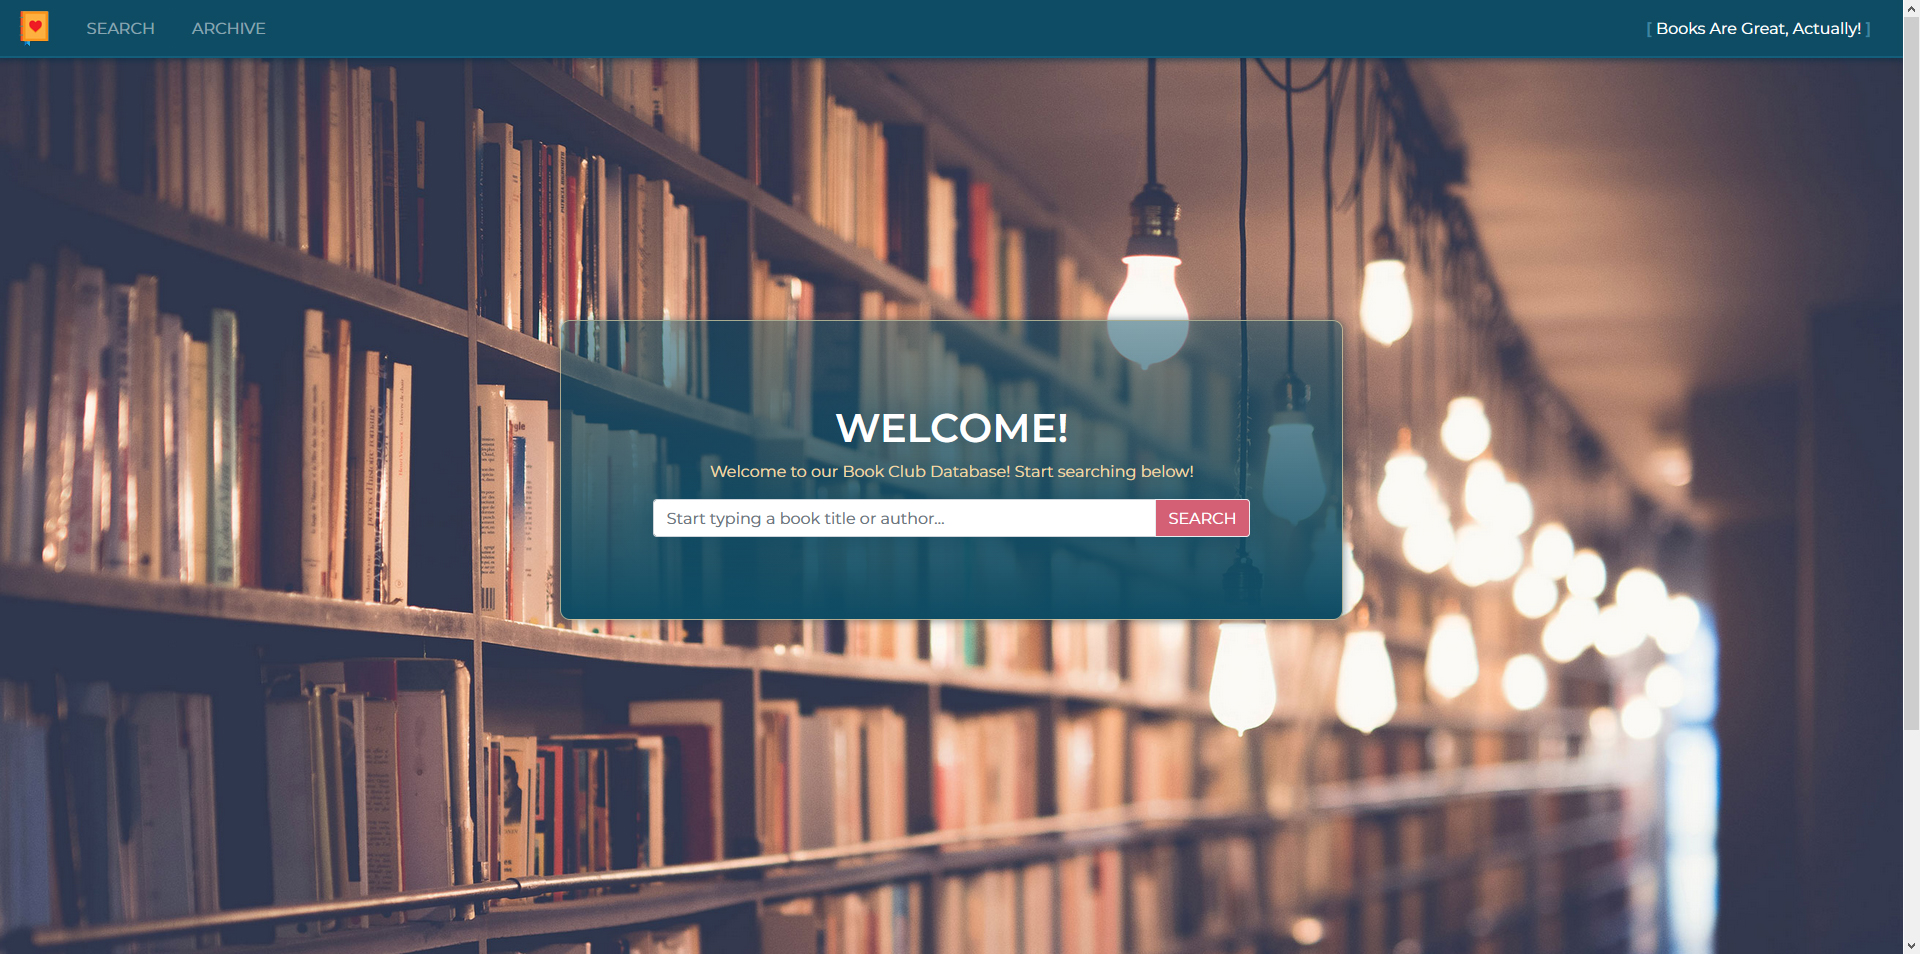 SEARCH
ARCHIVE
[ Books Are Great, Actually! ]
WELCOME!
Welcome to our Book Club Database! Start searching below!
Start typing a book title or author...
SEARCH